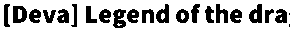 [Deva] Legend of the dra